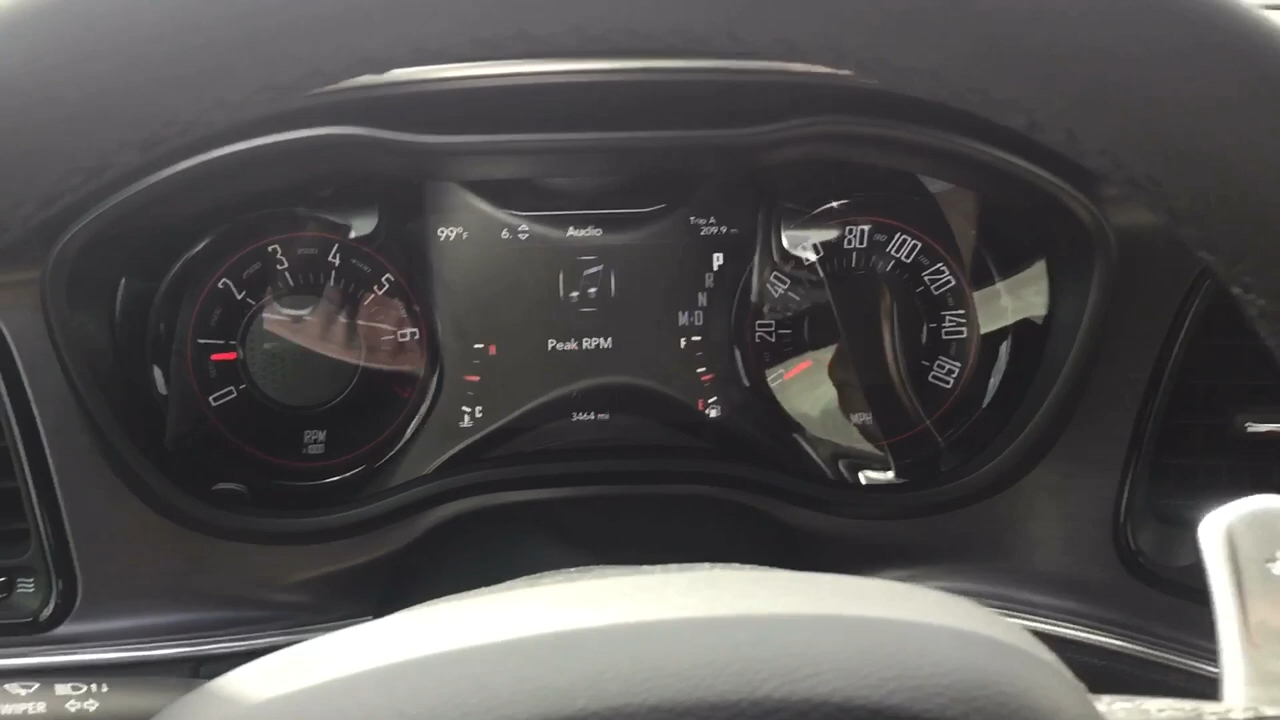 99°F
6.
Audio
Trip A
209.9
P
R
N
M·D
Peak RPM
3464 mi
H
C
F
E
0
1
2
3
4
5
6
RPM
20
40
80
100
120
140
160
MPH
WIPER